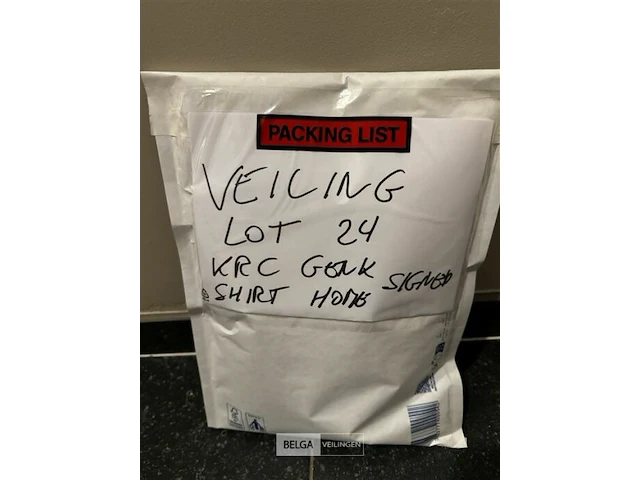 PACKING LIST
VEILING
LOT 24
KRC GENK SIGNED
SHIRT HOME
BELGA VEILINGEN